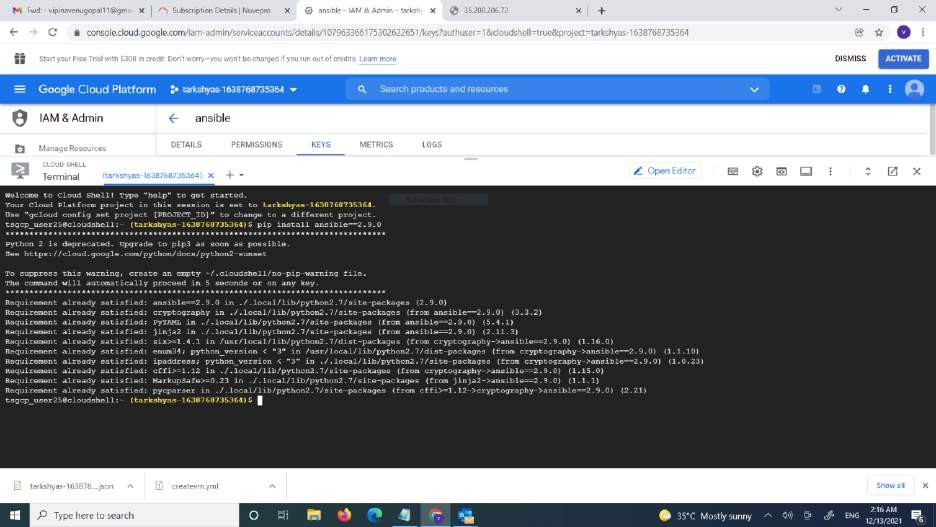 Fwd: - vipinavenugopal11@gma
Subscription Details | Nuvepro
ansible – IAM & Admin – tarkshy
35.200.206.72
console.cloud.google.com/iam-admin/serviceaccounts/details/107963366175302622651/keys?authuser=1&cloudshell=true&project=tarkshyas-1638768735364
Start your Free Trial with $300 in credit. Don't worry—you won't be charged if you run out of credits. Learn more
DISMISS
ACTIVATE
Google Cloud Platform
tarkshyas-1638768735364
Search products and resources
IAM & Admin
ansible
Manage Resources
DETAILS PERMISSIONS KEYS METRICS LOGS
CLOUD SHELL
Terminal
(tarkshyas-1638768735364)
Open Editor
Welcome to Cloud Shell! Type "help" to get started.
Your Cloud Platform project in this session is set to tarkshyas-1638768735364.
Use "gcloud config set project [PROJECT_ID]" to change to a different project.
tsgcp_user25@cloudshell:~ (tarkshyas-1638768735364)$ pip install ansible==2.9.0
********************************************************************************
Python 2 is deprecated. Upgrade to pip3 as soon as possible.
See https://cloud.google.com/python/docs/python2-sunset
To suppress this warning, create an empty ~/.cloudshell/no-pip-warning file.
The command will automatically proceed in 5 seconds or on any key.
********************************************************************************
Requirement already satisfied: ansible==2.9.0 in ./.local/lib/python2.7/site-packages (2.9.0)
Requirement already satisfied: cryptography in ./.local/lib/python2.7/site-packages (from ansible==2.9.0) (3.3.2)
Requirement already satisfied: PyYAML in ./.local/lib/python2.7/site-packages (from ansible==2.9.0) (5.4.1)
Requirement already satisfied: jinja2 in ./.local/lib/python2.7/site-packages (from ansible==2.9.0) (2.11.3)
Requirement already satisfied: six>=1.4.1 in /usr/local/lib/python2.7/dist-packages (from cryptography->ansible==2.9.0) (1.16.0)
Requirement already satisfied: enum34; python_version < "3" in /usr/local/lib/python2.7/dist-packages (from cryptography->ansible==2.9.0) (1.1.10)
Requirement already satisfied: ipaddress; python_version < "3" in ./.local/lib/python2.7/site-packages (from cryptography->ansible==2.9.0) (1.0.23)
Requirement already satisfied: cffi>=1.12 in ./.local/lib/python2.7/site-packages (from cryptography->ansible==2.9.0) (1.15.0)
Requirement already satisfied: MarkupSafe>=0.23 in ./.local/lib/python2.7/site-packages (from jinja2->ansible==2.9.0) (1.1.1)
Requirement already satisfied: pycparser in ./.local/lib/python2.7/site-packages (from cffi>=1.12->cryptography->ansible==2.9.0) (2.21)
tsgcp_user25@cloudshell:~ (tarkshyas-1638768735364)$
tarkshyas-163876....json
createvm.yml
Show all
Type here to search
35°C Mostly sunny
ENG
2:16 AM
12/13/2021